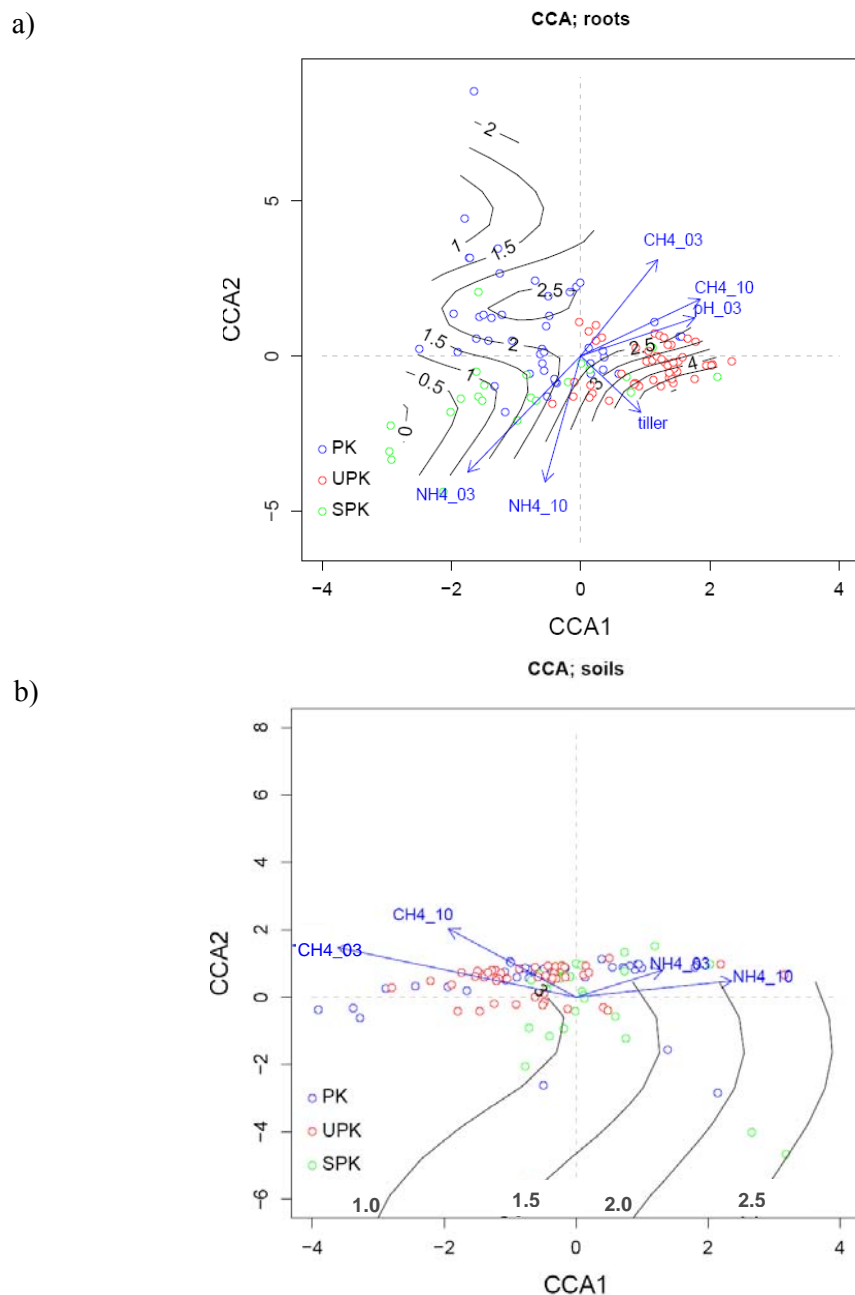 a)
CCA; roots
CCA2
5
0
−5
−4
−2
0
2
4
CCA1
2
1
1.5
2.5
1.5
2
1
0.5
0
2.5
3
4
CH4_03
CH4_10
pH_03
tiller
NH4_03
NH4_10
PK
UPK
SPK
b)
CCA; soils
CCA2
8
6
4
2
0
−2
−4
−6
−4
−2
0
2
4
CCA1
CH4_10
CH4_03
NH4_03
NH4_10
PK
UPK
SPK
1.0
1.5
2.0
2.5